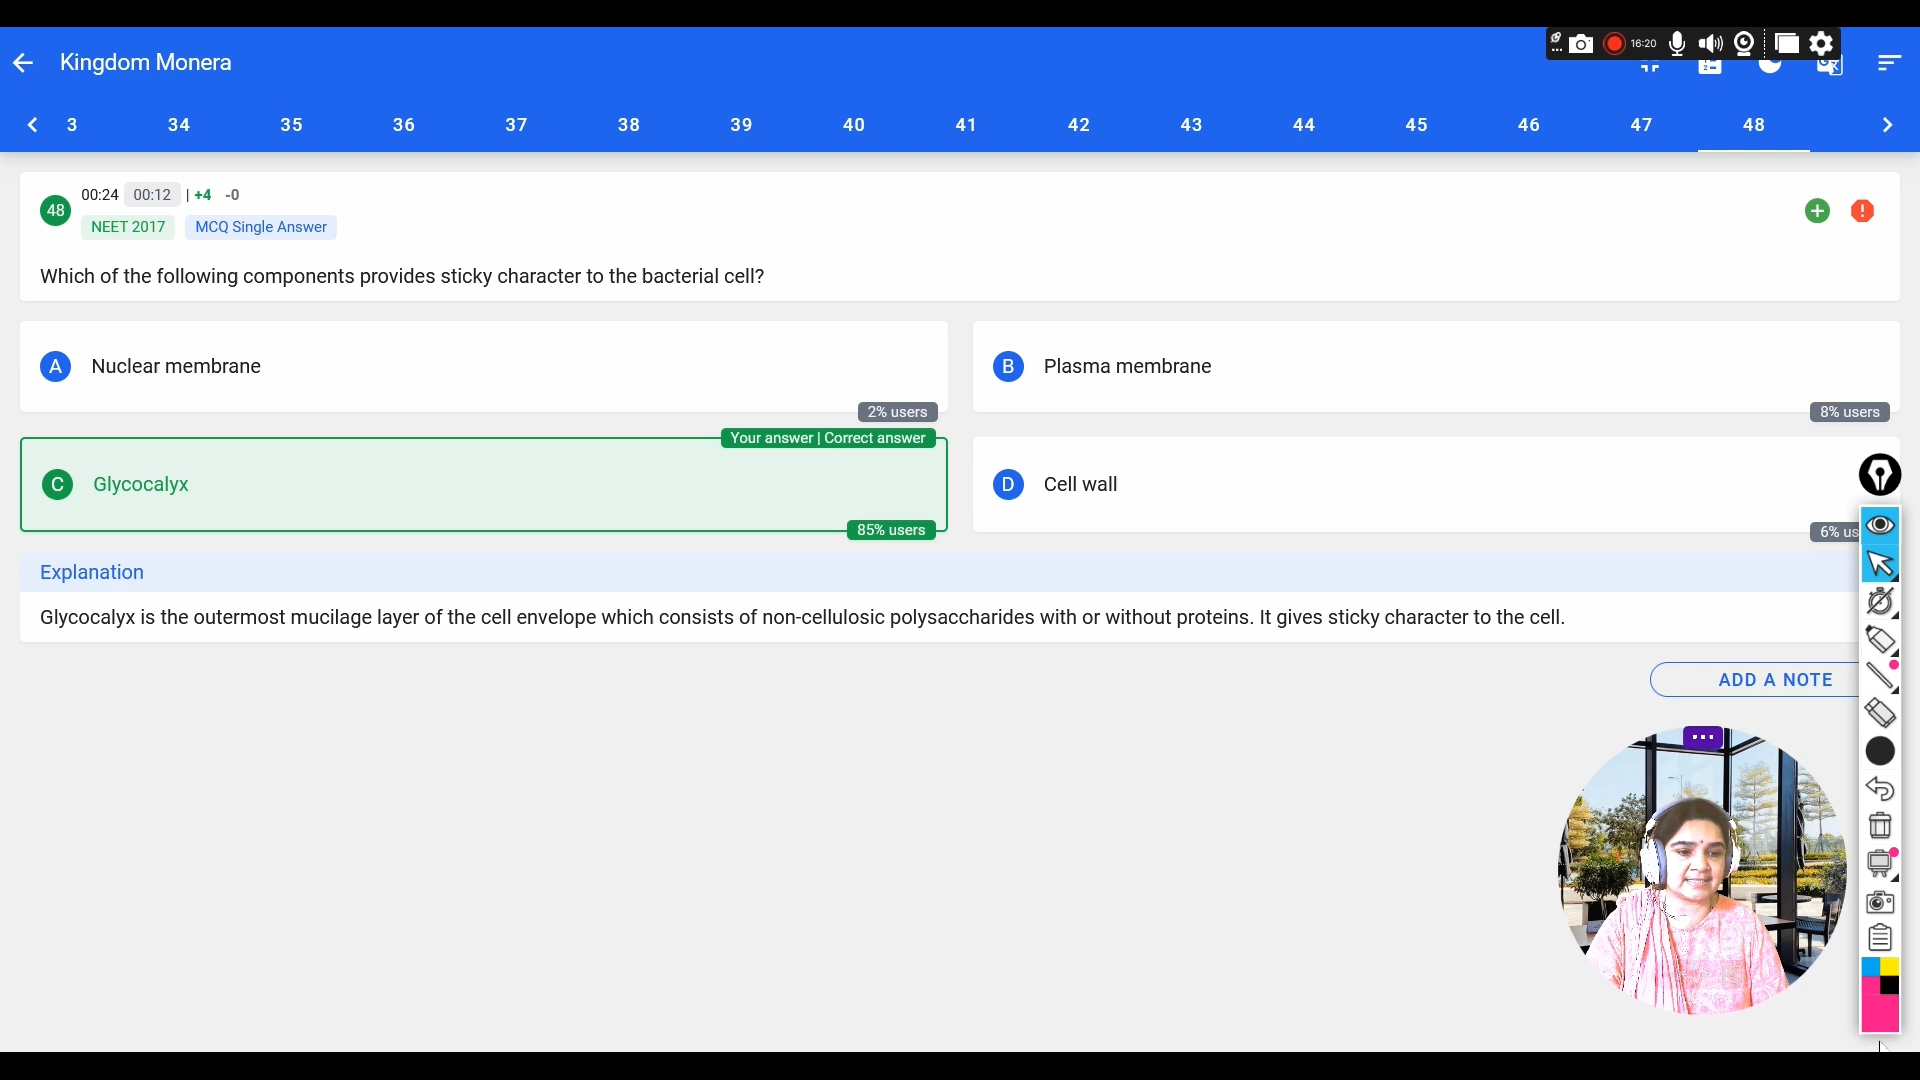 16:20
Kingdom Monera
3 34 35 36 37 38 39 40 41 42 43 44 45 46 47 48
48 00:24 00:12 | +4 -0
NEET 2017 MCQ Single Answer
Which of the following components provides sticky character to the bacterial cell?
A Nuclear membrane
2% users
B Plasma membrane
8% users
Your answer | Correct answer
C Glycocalyx
85% users
D Cell wall
6% us
Explanation
Glycocalyx is the outermost mucilage layer of the cell envelope which consists of non-cellulosic polysaccharides with or without proteins. It gives sticky character to the cell.
ADD A NOTE